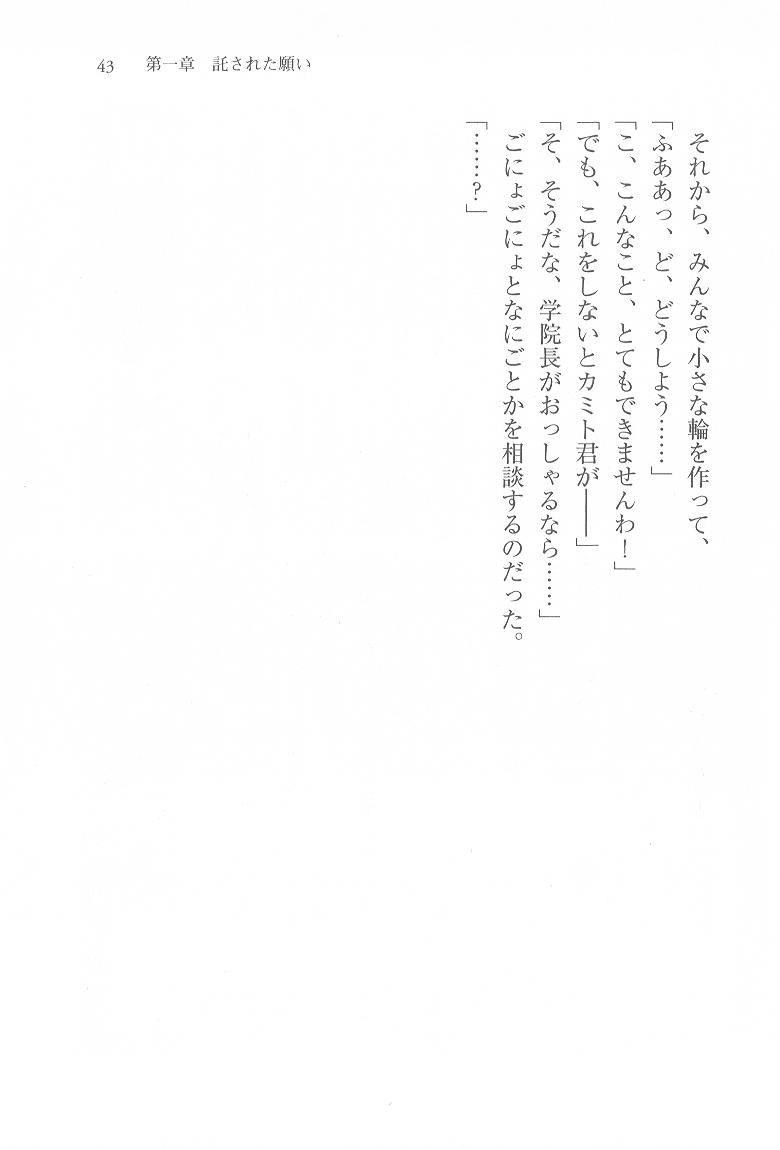 43　第一章　託された願い
それから、みんなで小さな輪を作って、
「ふああっ、ど、どうしよう……」
「こ、こんなこと、とてもできませんわ！」
「でも、これをしないとカミト君が――」
「そ、そうだな、学院長がおっしゃるなら……」
ごにょごにょとなにごとかを相談するのだった。
「……？」